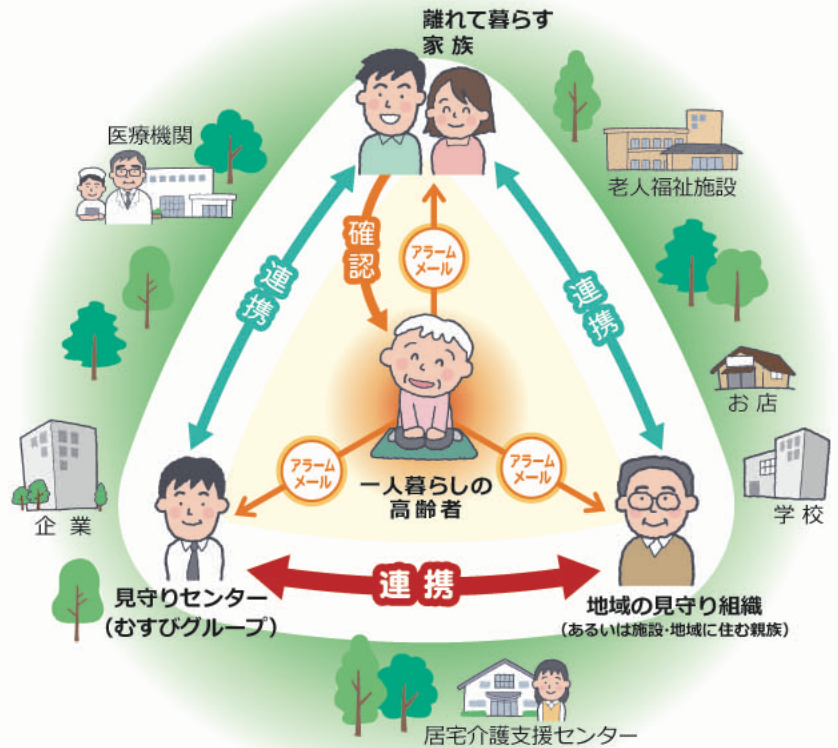 離れて暮らす
家族
医療機関
老人福祉施設
確認
アラーム
メール
連携
連携
お店
アラーム
メール
アラーム
メール
一人暮らしの
高齢者
企業
学校
連携
見守りセンター
(むすびグループ)
地域の見守り組織
(あるいは施設・地域に住む親族)
居宅介護支援センター